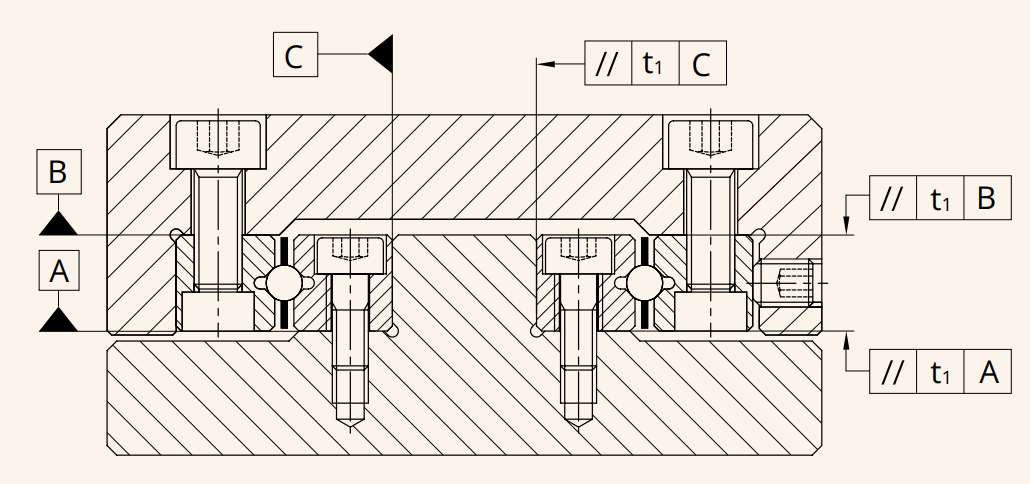 C
// t₁ C
B
// t₁ B
A
// t₁ A